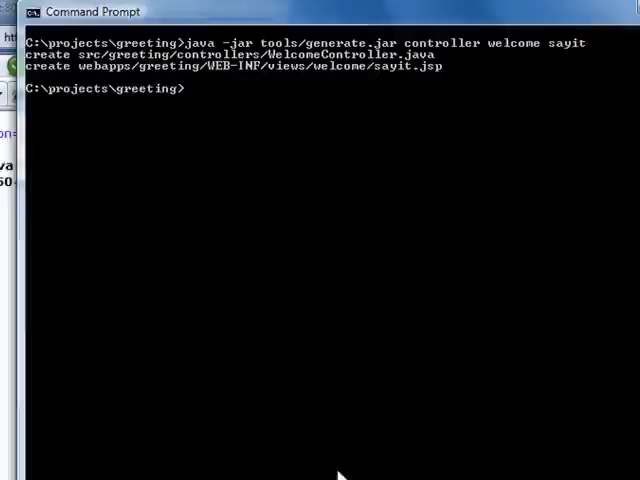 Command Prompt
C:\projects\greeting>java -jar tools/generate.jar controller welcome sayit
create src/greeting/controllers/WelcomeController.java
create webapps/greeting/WEB-INF/views/welcome/sayit.jsp
C:\projects\greeting>